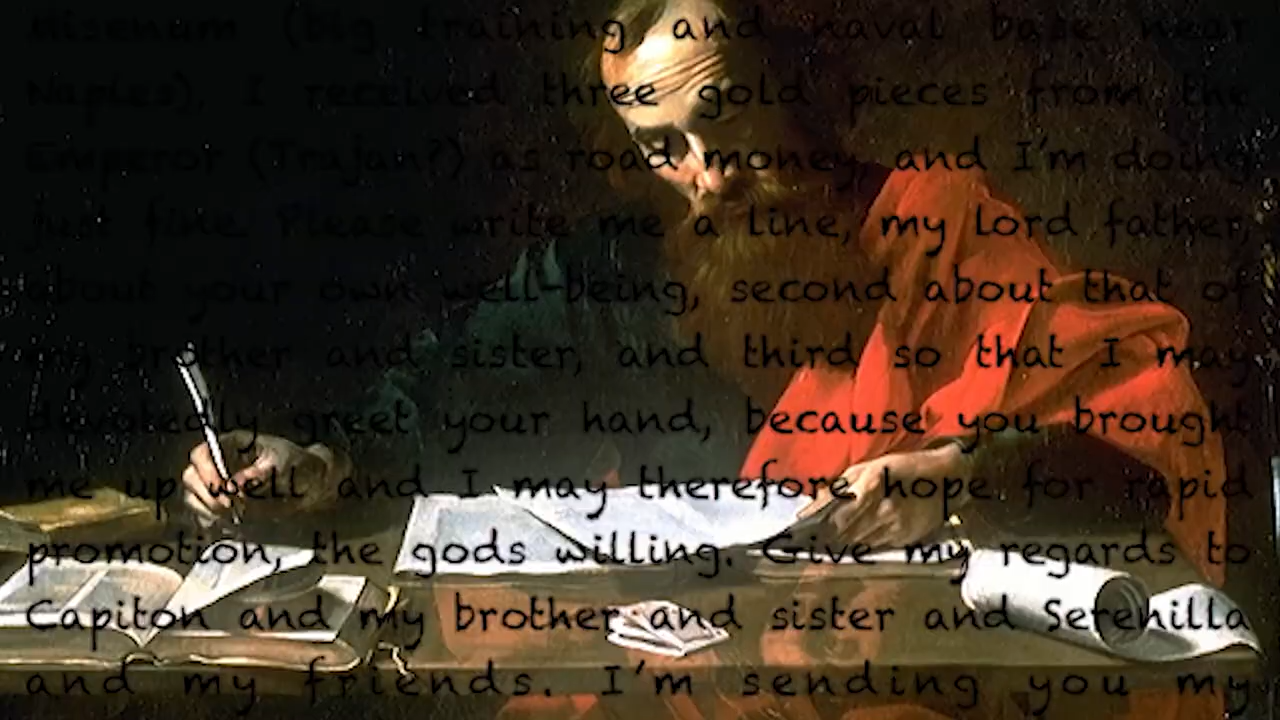 Misenum (big training and naval base near
Naples), I received three gold pieces from the
Emperor (Trajan?) as road money, and I'm doing
just fine. Please write me a line, my lord father,
about your own well-being, second about that of
my brother and sister, and third so that I may
devotedly greet your hand, because you brought
me up well and I may therefore hope for rapid
promotion, the gods willing. Give my regards to
Capiton and my brother and sister and Serenilla
and my friends. I'm sending you my